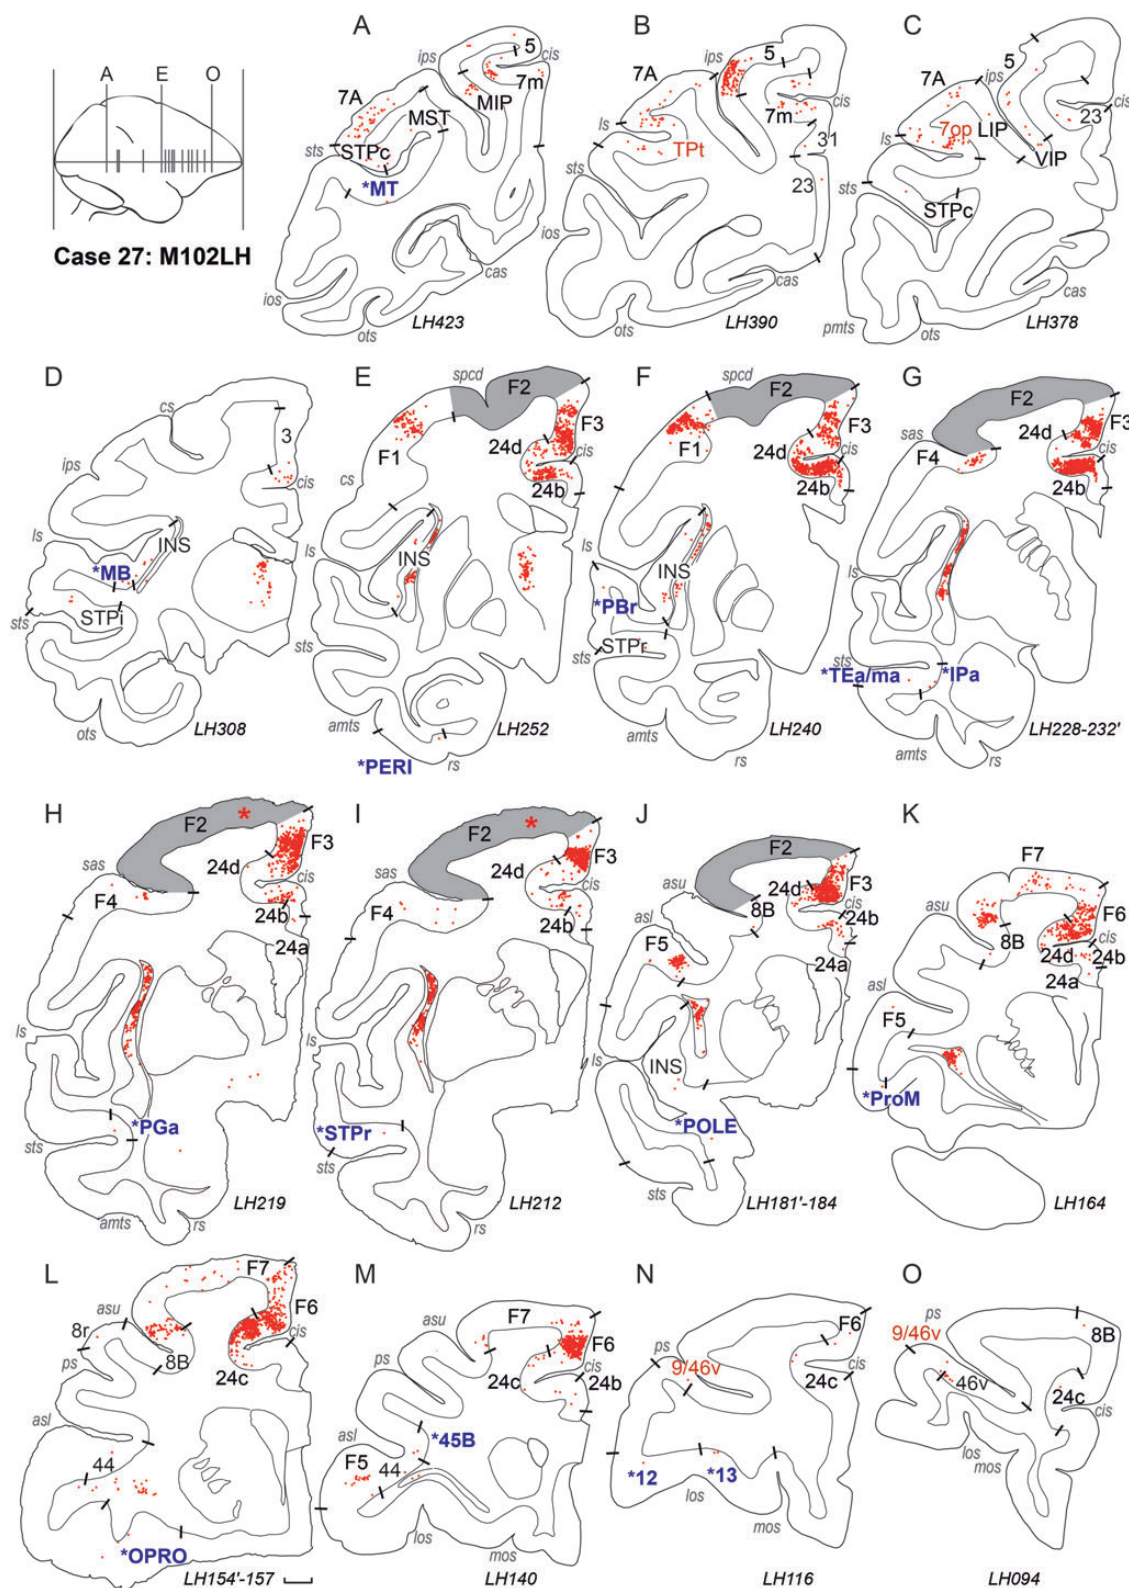 A E O
Case 27: M102LH
A
ips
5
cis
7A
7m
MIP
MST
STPc
sts
*MT
cas
ios
ots
LH423
B
ips
5
7A
cis
7m
ls
TPt
31
sts
23
ios
cas
ots
LH390
C
5
ips
7A
cis
23
ls
7op
LIP
VIP
sts
STPc
cas
pmts
ots
LH378
D
cs
3
ips
cis
ls
INS
*MB
STPi
sts
ots
LH308
E
spcd
F2
F3
24d
cis
F1
24b
cs
ls
INS
sts
amts
rs
*PERI
LH252
F
spcd
F2
F3
24d
F1
cis
24b
ls
INS
*PBr
STPr
sts
amts
rs
LH240
G
F2
sas
24d
F3
F4
cis
24b
ls
sts
*TEa/ma
*IPa
amts
rs
LH228-232'
H
*
F2
F3
24d
sas
cis
F4
24b
24a
ls
*PGa
sts
amts
rs
LH219
I
*
F2
F3
24d
sas
cis
F4
24b
ls
*STPr
sts
amts
rs
LH212
J
F2
asu
24d
F3
cis
8B
24b
asl
F5
24a
ls
INS
*POLE
sts
LH181'-184
K
F7
asu
F6
8B
cis
24d
24b
24a
asl
F5
*ProM
LH164
L
F7
asu
F6
8r
cis
ps
8B
24c
asl
44
*OPRO
LH154'-157
M
F7
asu
F6
ps
cis
24c
24b
*45B
asl
F5
44
los
mos
LH140
N
F6
ps
9/46v
cis
24c
*12
*13
los
mos
LH116
O
ps
9/46v
8B
46v
24c
cis
los
mos
LH094